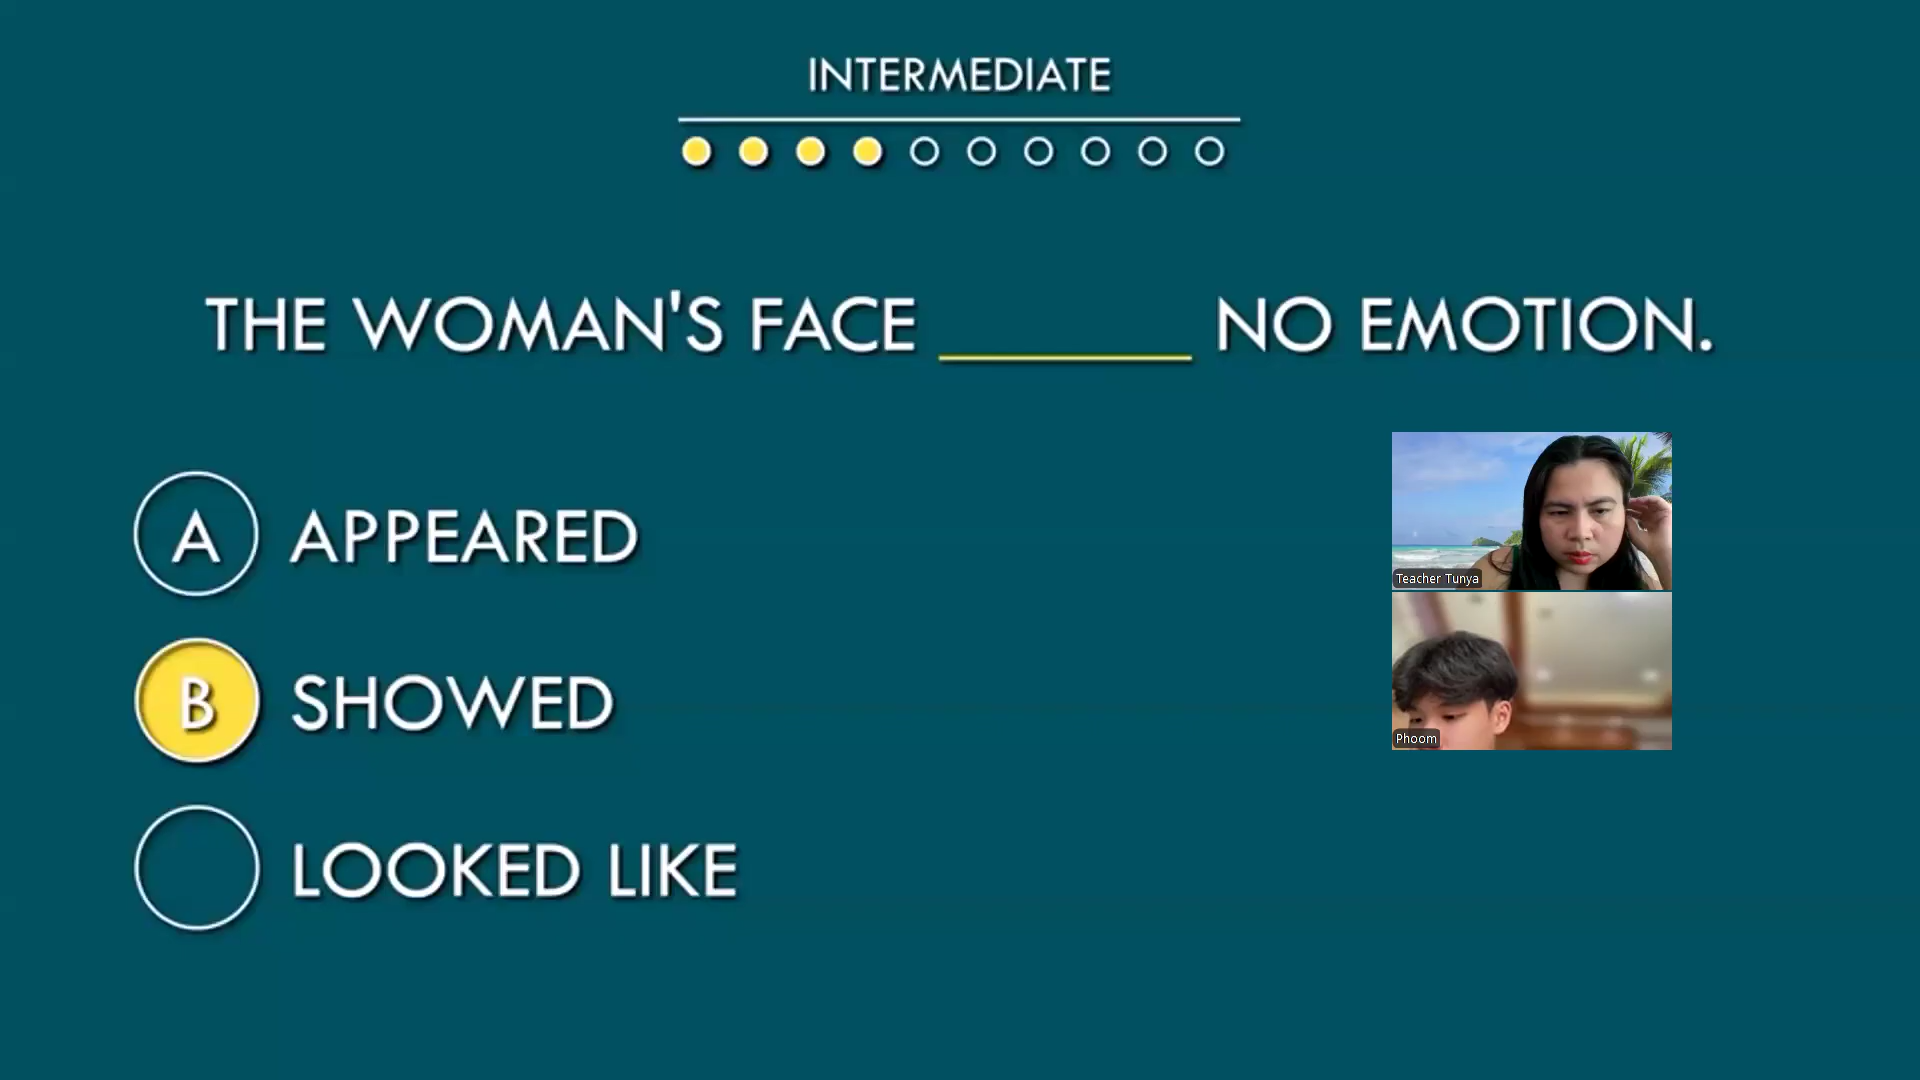 INTERMEDIATE
THE WOMAN'S FACE ______ NO EMOTION.
A APPEARED
B SHOWED
LOOKED LIKE
Teacher Tunya
Phoom